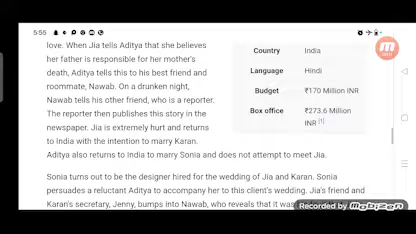 5:55
love. When Jia tells Aditya that she believes
her father is responsible for her mother's
death, Aditya tells this to his best friend and
roommate, Nawab. On a drunken night,
Nawab tells his other friend, who is a reporter.
The reporter then publishes this story in the
newspaper. Jia is extremely hurt and returns
to India with the intention to marry Karan.
Aditya also returns to India to marry Sonia and does not attempt to meet Jia.
Country India
Language Hindi
Budget ₹170 Million INR
Box office ₹273.6 Million
INR [1]
Sonia turns out to be the designer hired for the wedding of Jia and Karan. Sonia
persuades a reluctant Aditya to accompany her to this client's wedding. Jia's friend and
Karan's secretary, Jenny, bumps into Nawab, who reveals that it was
Recorded by Mobizen